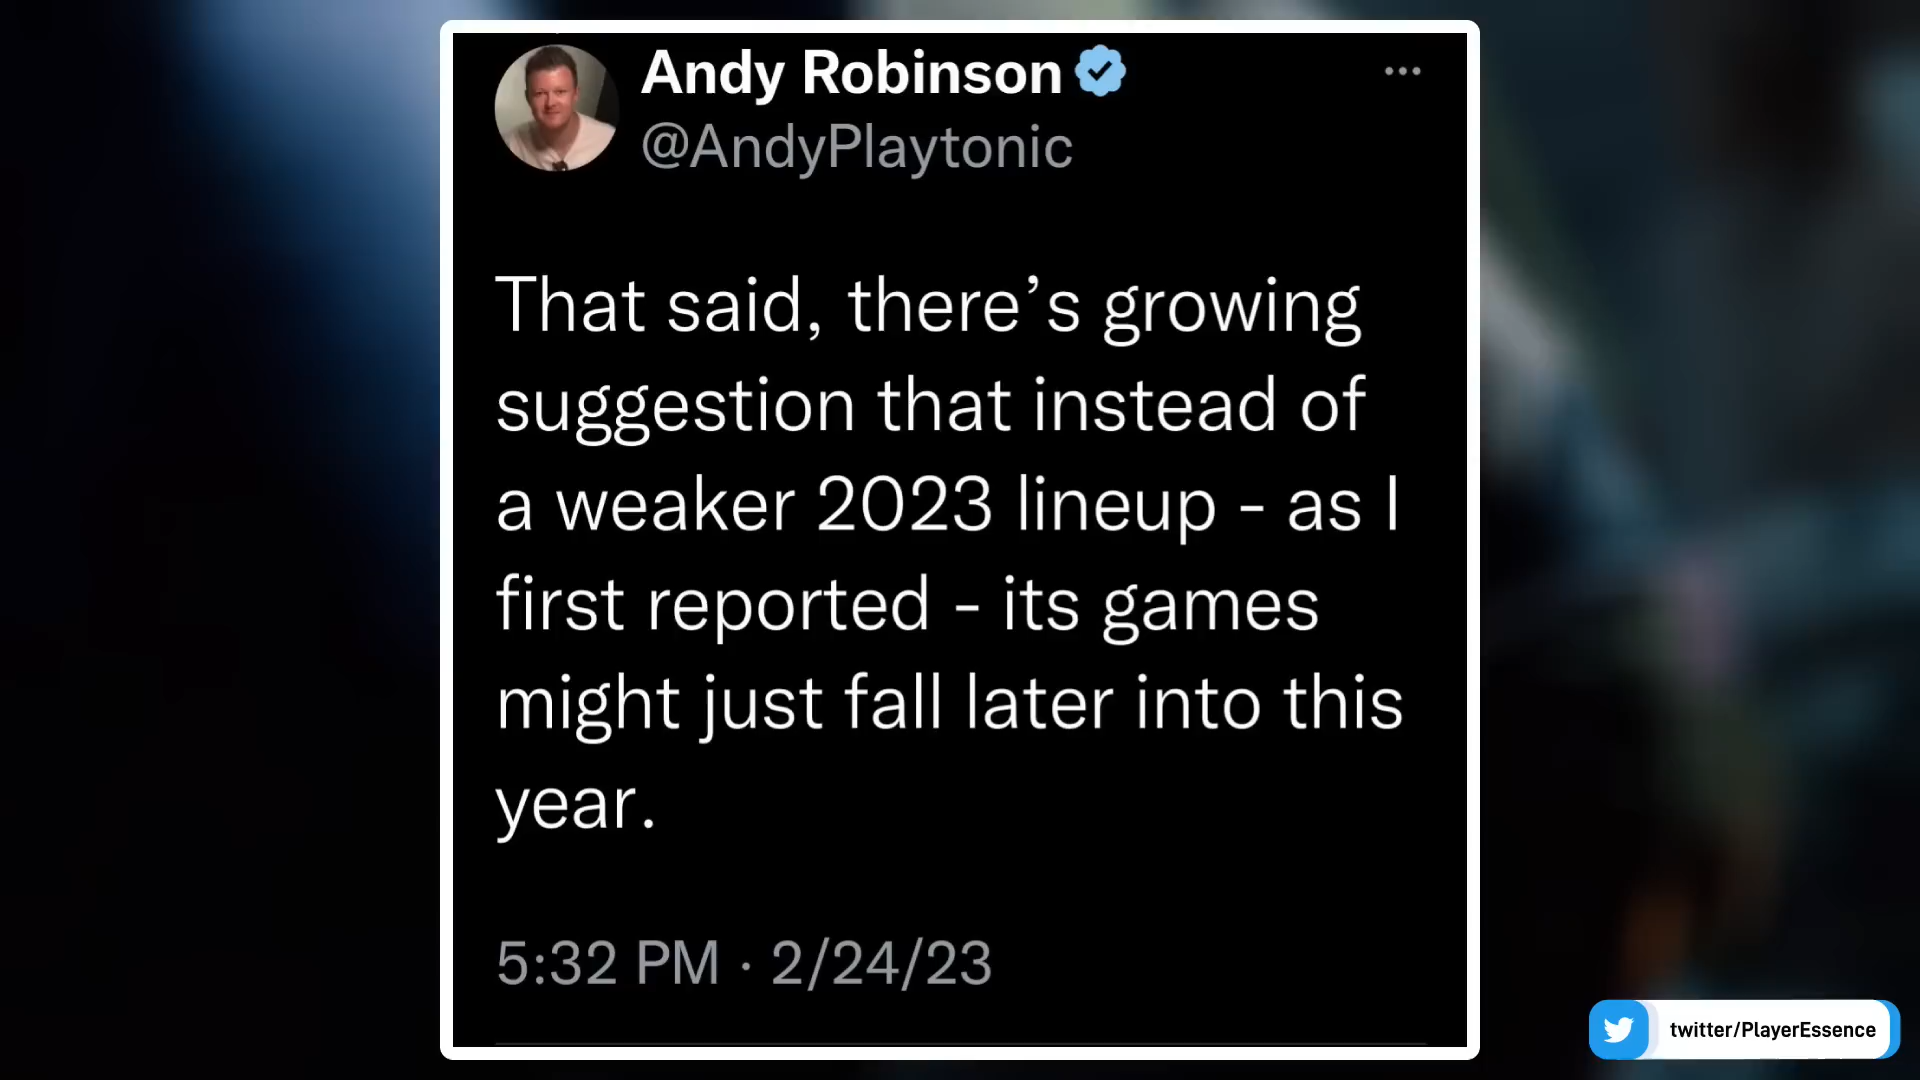 Andy Robinson
@AndyPlaytonic
That said, there’s growing
suggestion that instead of
a weaker 2023 lineup - as I
first reported - its games
might just fall later into this
year.
5:32 PM · 2/24/23
twitter/PlayerEssence